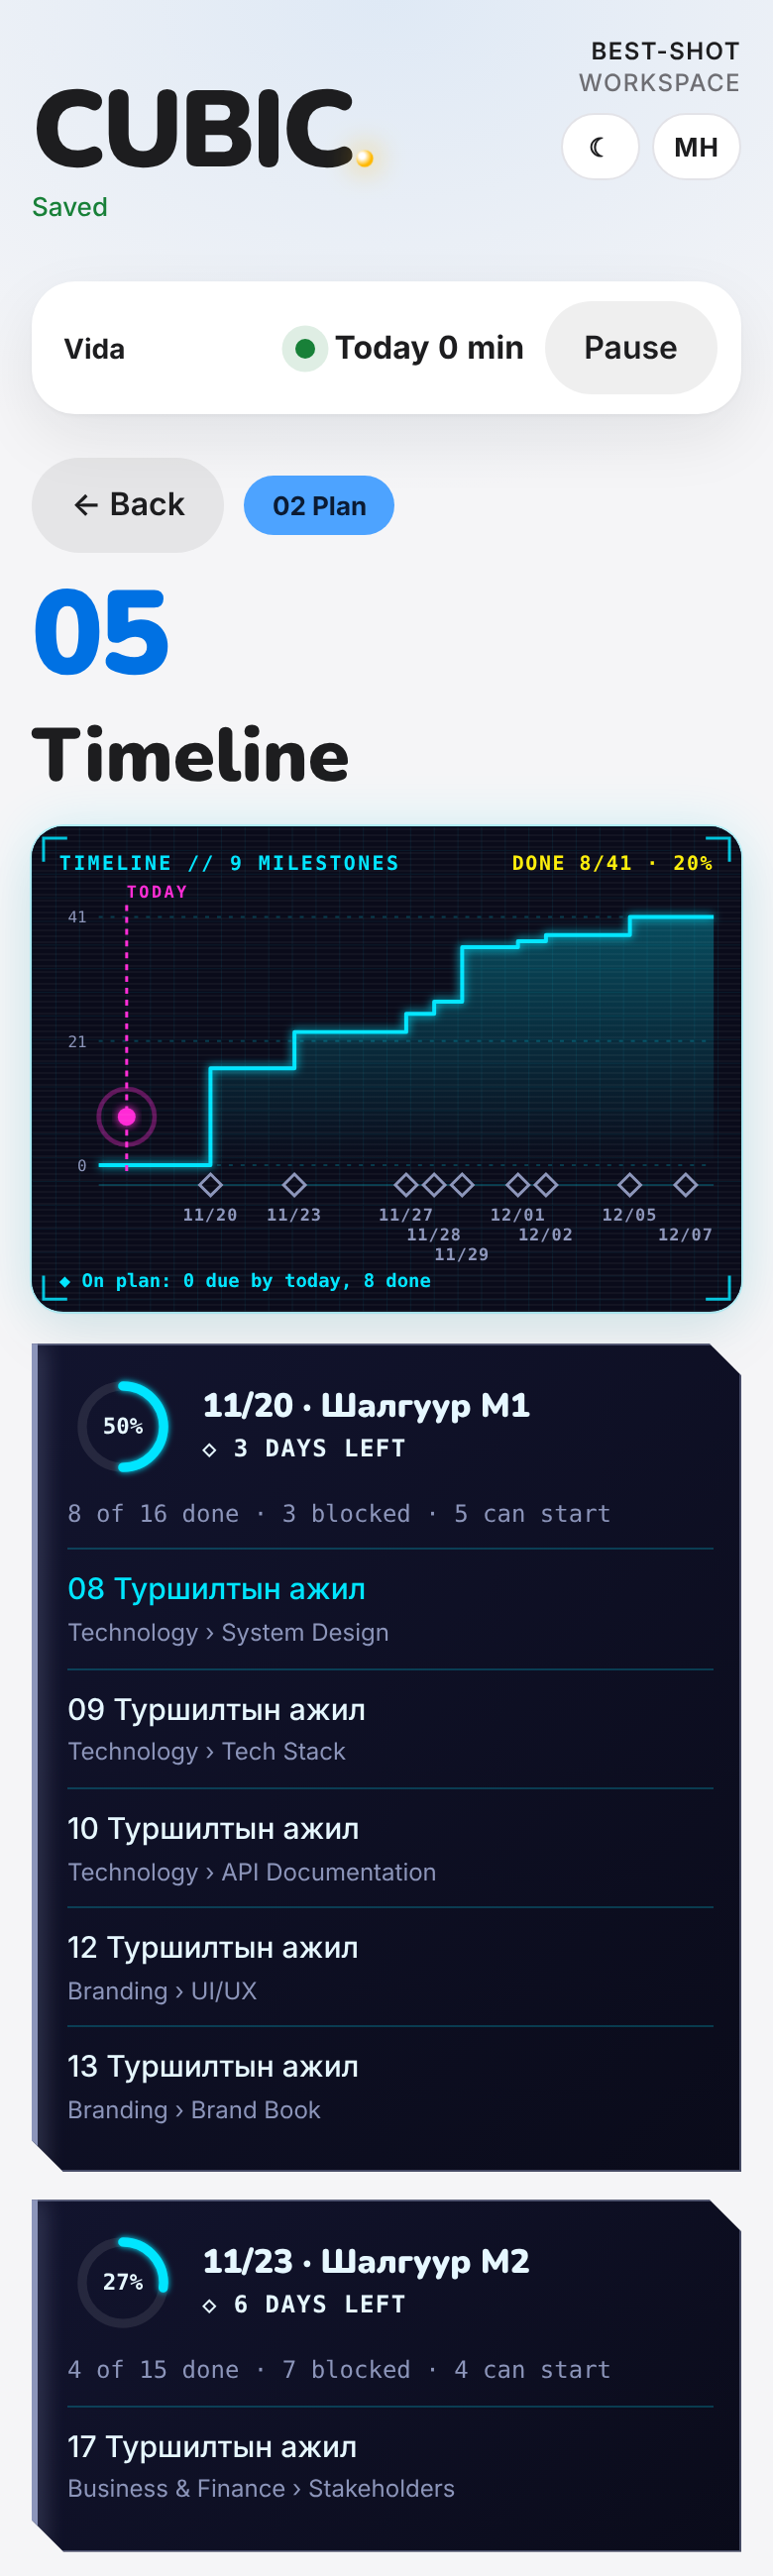 BEST-SHOT
WORKSPACE
CUBIC.
☾ MH
Saved
Vida Today 0 min Pause
← Back 02 Plan
05
Timeline
TIMELINE // 9 MILESTONES DONE 8/41 · 20%
TODAY
41
21
0
11/20 11/23 11/27 12/01 12/05
11/28 12/02 12/07
11/29
◆ On plan: 0 due by today, 8 done
50% 11/20 · Шалгуур M1
◇ 3 DAYS LEFT
8 of 16 done · 3 blocked · 5 can start
08 Туршилтын ажил
Technology › System Design
09 Туршилтын ажил
Technology › Tech Stack
10 Туршилтын ажил
Technology › API Documentation
12 Туршилтын ажил
Branding › UI/UX
13 Туршилтын ажил
Branding › Brand Book
27% 11/23 · Шалгуур M2
◇ 6 DAYS LEFT
4 of 15 done · 7 blocked · 4 can start
17 Туршилтын ажил
Business & Finance › Stakeholders